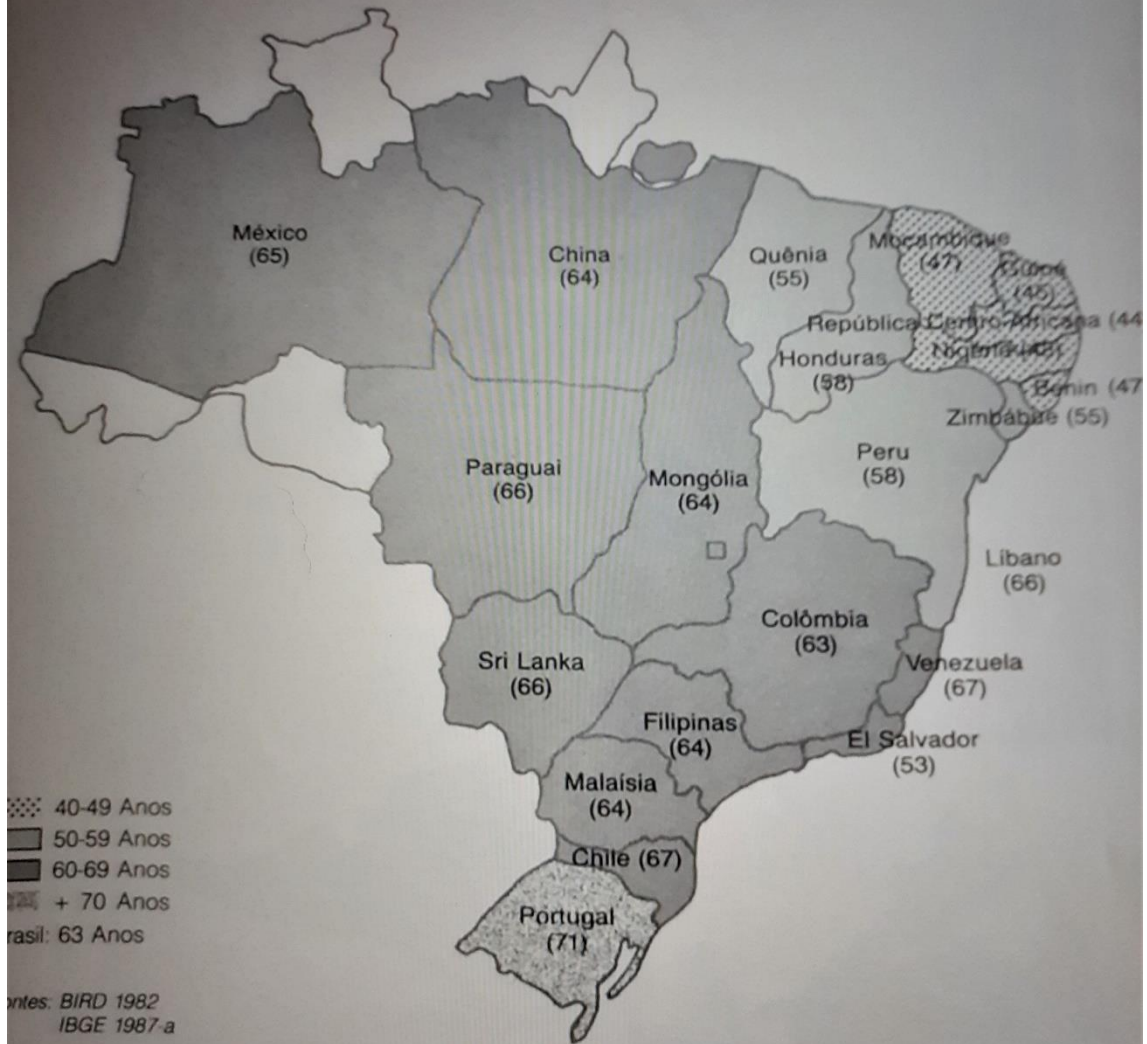 México
(65)
China
(64)
Quênia
(55)
Moçambique
(47)
República Centro-Africana (44
Honduras
(58)
Benin (47
Zimbábue (55)
Peru
(58)
Paraguai
(66)
Mongólia
(64)
Líbano
(66)
Colômbia
(63)
Sri Lanka
(66)
Venezuela
(67)
Filipinas
(64)
El Salvador
(53)
Malaísia
(64)
Chile (67)
Portugal
(71)
40-49 Anos
50-59 Anos
60-69 Anos
+ 70 Anos
rasil: 63 Anos
ontes: BIRD 1982
IBGE 1987-a